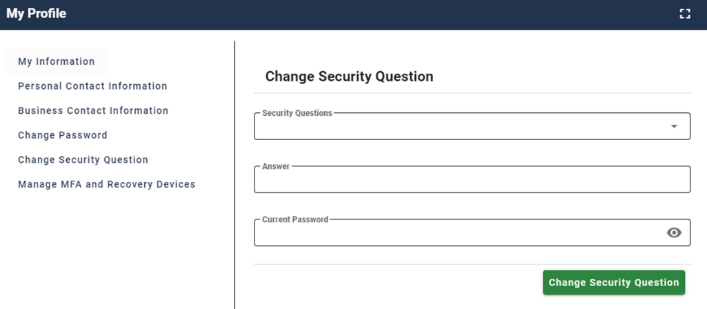 My Profile
My Information
Personal Contact Information
Business Contact Information
Change Password
Change Security Question
Manage MFA and Recovery Devices
Change Security Question
Security Questions
Answer
Current Password
Change Security Question